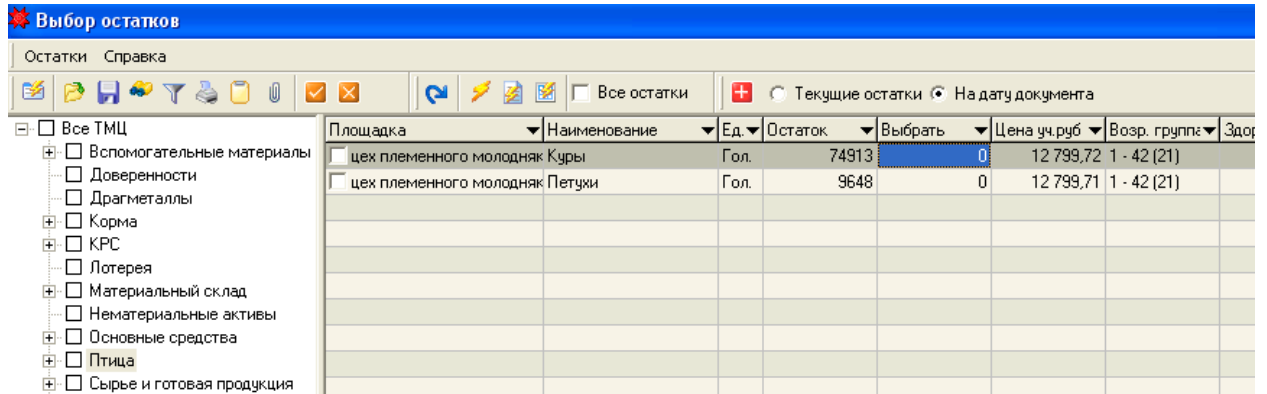 Выбор остатков
Остатки Справка
Все остатки Текущие остатки На дату документа
Все ТМЦ
Вспомогательные материалы
Доверенности
Драгметаллы
Корма
КРС
Лотерея
Материальный склад
Нематериальные активы
Основные средства
Птица
Сырье и готовая продукция
Площадка Наименование Ед. Остаток Выбрать Цена уч.руб Возр. группа Здор
цех племенного молодняк Куры Гол. 74913 0 12 799,72 1 - 42 (21)
цех племенного молодняк Петухи Гол. 9648 0 12 799,71 1 - 42 (21)